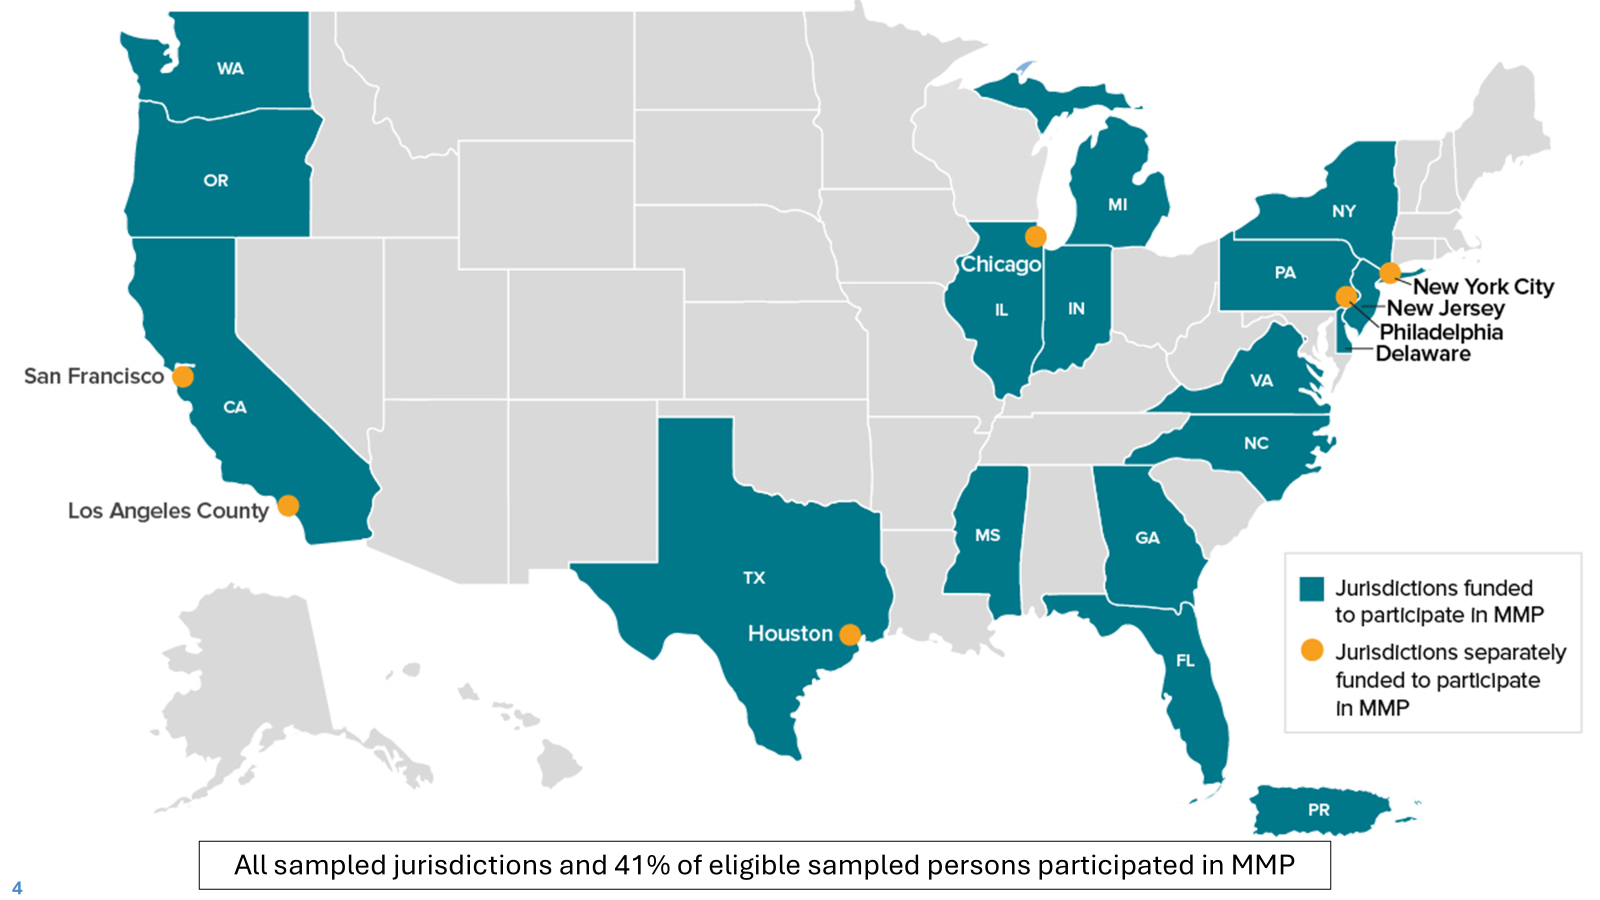 WA
OR
MI
NY
Chicago
PA
New York City
IL
IN
New Jersey
Philadelphia
Delaware
San Francisco
VA
CA
NC
Los Angeles County
MS
GA
TX
Jurisdictions funded
to participate in MMP
Houston
Jurisdictions separately
funded to participate
in MMP
FL
PR
All sampled jurisdictions and 41% of eligible sampled persons participated in MMP
4